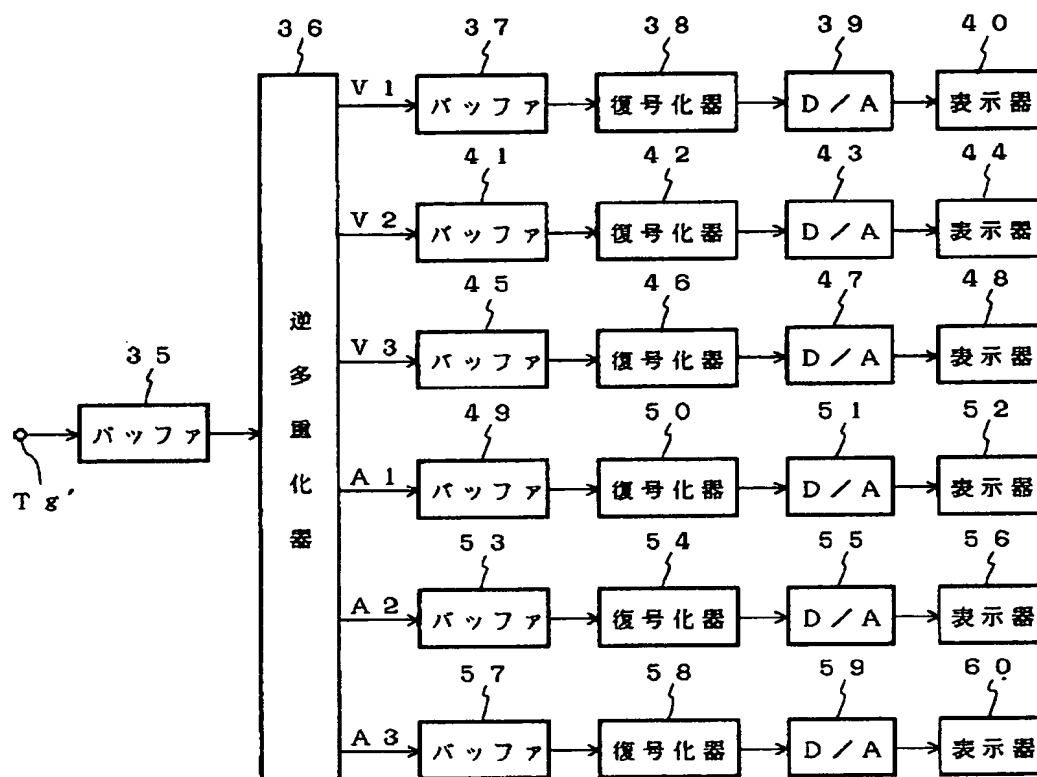 36 37 38 39 40
V1 バッファ 復号化器 D/A 表示器
41 42 43 44
V2 バッファ 復号化器 D/A 表示器
45 46 47 48
V3 バッファ 復号化器 D/A 表示器
35
バッファ
逆多重化器
Tg'
49 50 51 52
A1 バッファ 復号化器 D/A 表示器
53 54 55 56
A2 バッファ 復号化器 D/A 表示器
57 58 59 60
A3 バッファ 復号化器 D/A 表示器